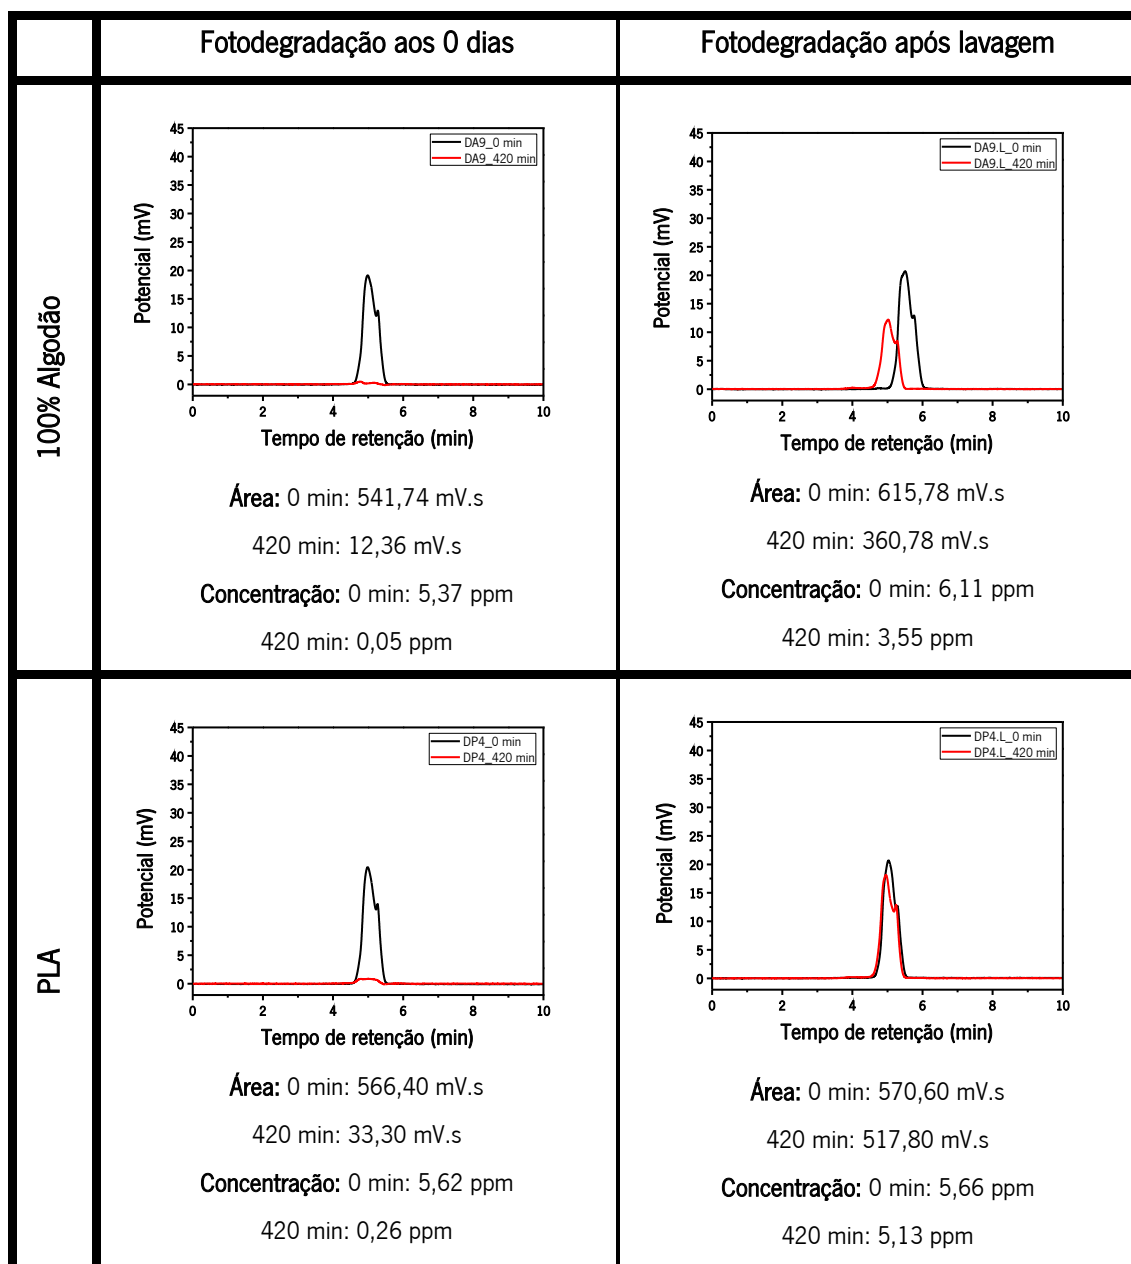 Fotodegradação aos 0 dias
Fotodegradação após lavagem
100% Algodão
45
40
35
30
25
20
15
10
5
0
Potencial (mV)
DA9_0 min
DA9_420 min
0 2 4 6 8 10
Tempo de retenção (min)
Área: 0 min: 541,74 mV.s
420 min: 12,36 mV.s
Concentração: 0 min: 5,37 ppm
420 min: 0,05 ppm
45
40
35
30
25
20
15
10
5
0
Potencial (mV)
DA9.L_0 min
DA9.L_420 min
0 2 4 6 8 10
Tempo de retenção (min)
Área: 0 min: 615,78 mV.s
420 min: 360,78 mV.s
Concentração: 0 min: 6,11 ppm
420 min: 3,55 ppm
PLA
45
40
35
30
25
20
15
10
5
0
Potencial (mV)
DP4_0 min
DP4_420 min
0 2 4 6 8 10
Tempo de retenção (min)
Área: 0 min: 566,40 mV.s
420 min: 33,30 mV.s
Concentração: 0 min: 5,62 ppm
420 min: 0,26 ppm
45
40
35
30
25
20
15
10
5
0
Potencial (mV)
DP4.L_0 min
DP4.L_420 min
0 2 4 6 8 10
Tempo de retenção (min)
Área: 0 min: 570,60 mV.s
420 min: 517,80 mV.s
Concentração: 0 min: 5,66 ppm
420 min: 5,13 ppm